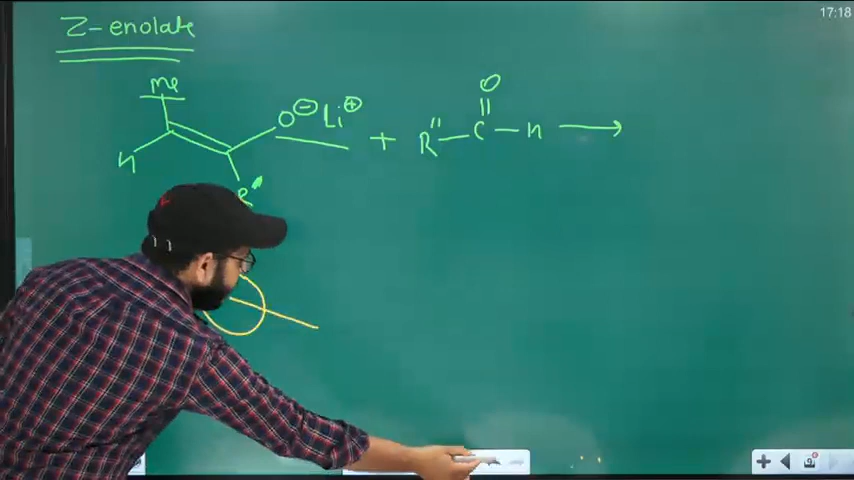 17:18
Z-enolate
Me
O⊖ Li⊕ + R"—C—H ⟶
O
H
R'